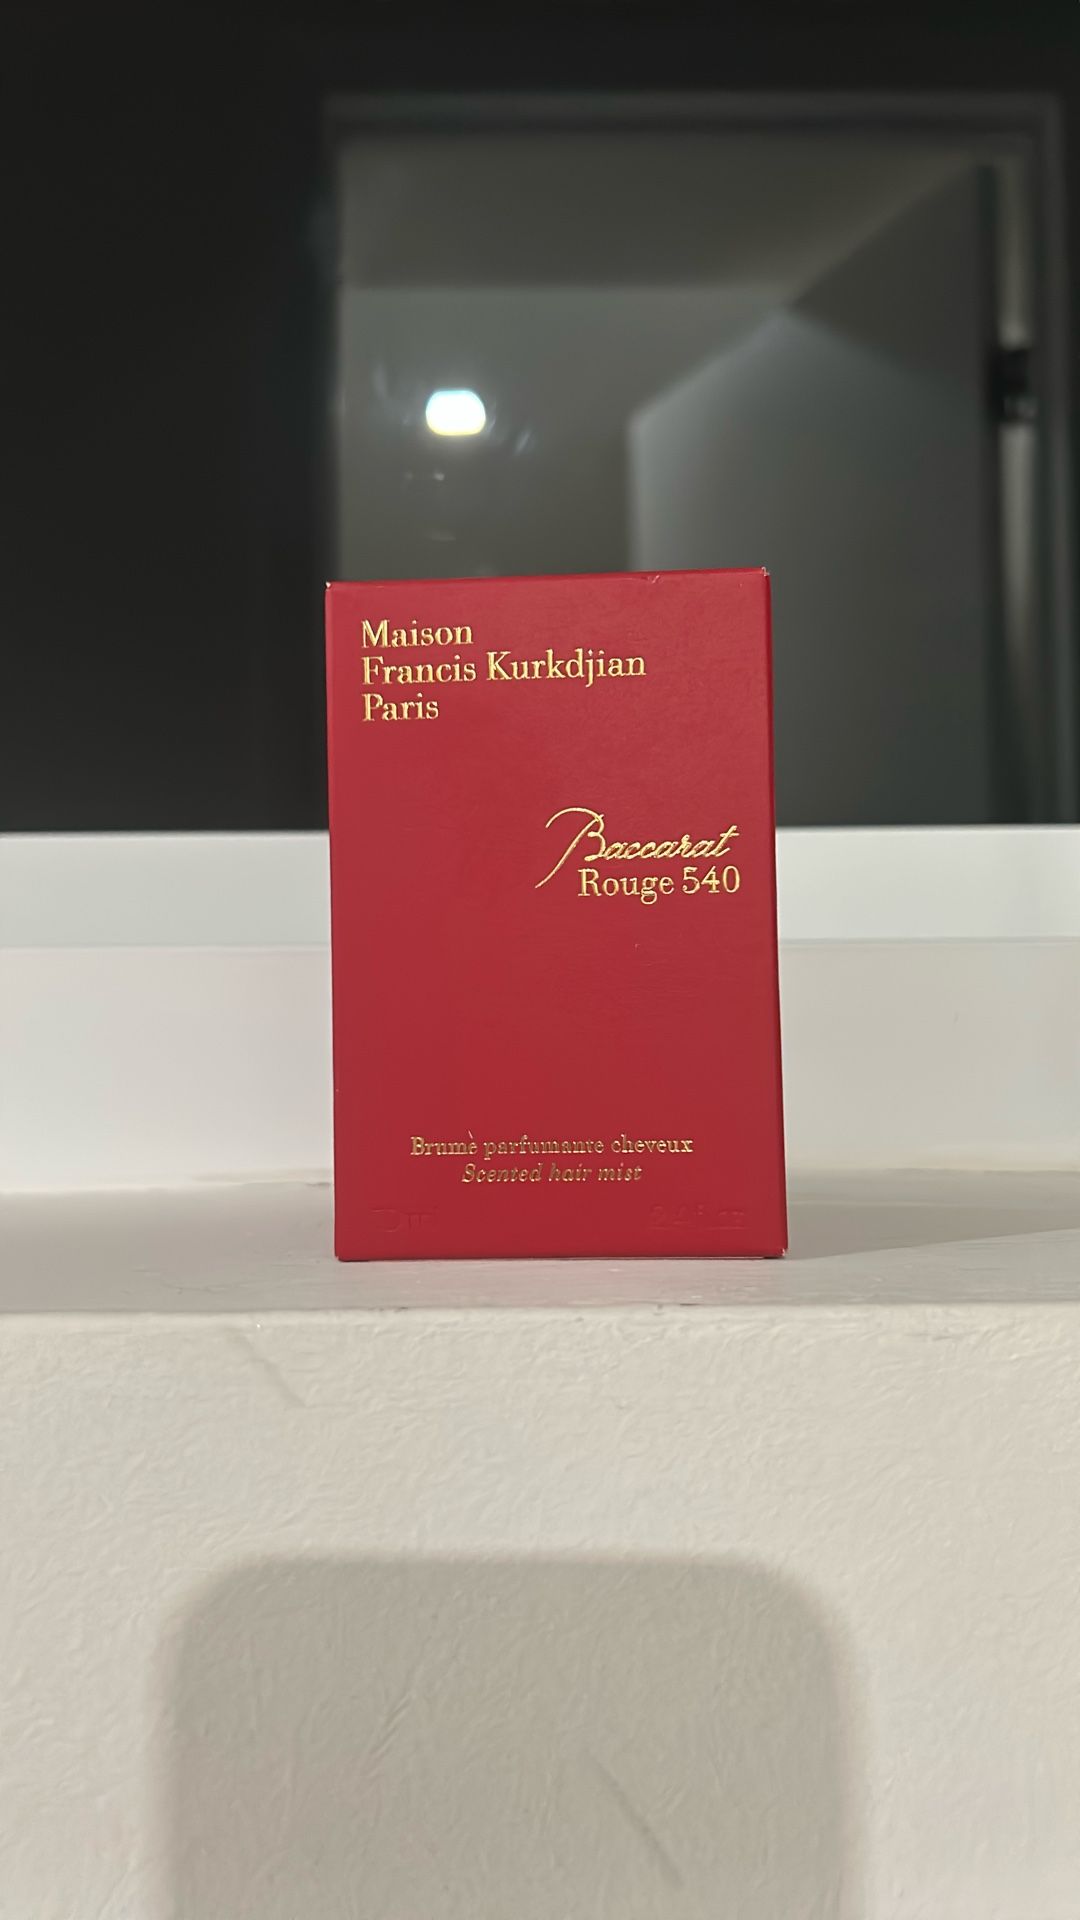 Maison
Francis Kurkdjian
Paris
Baccarat
Rouge 540
Brume parfumante cheveux
Scented hair mist